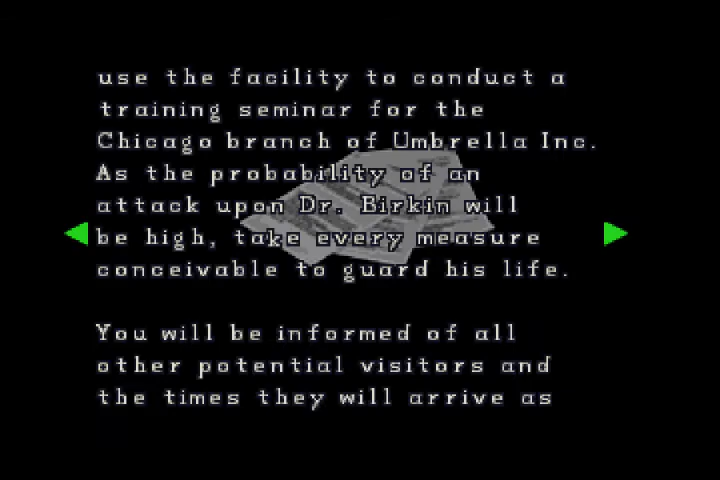 use the facility to conduct a
training seminar for the
Chicago branch of Umbrella Inc.
As the probability of an
attack upon Dr. Birkin will
be high, take every measure
conceivable to guard his life.
You will be informed of all
other potential visitors and
the times they will arrive as